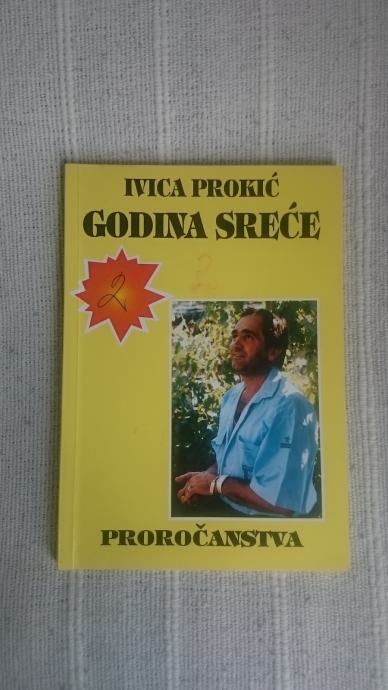 IVICA PROKIĆ
GODINA SREĆE
2
PROROČANSTVA